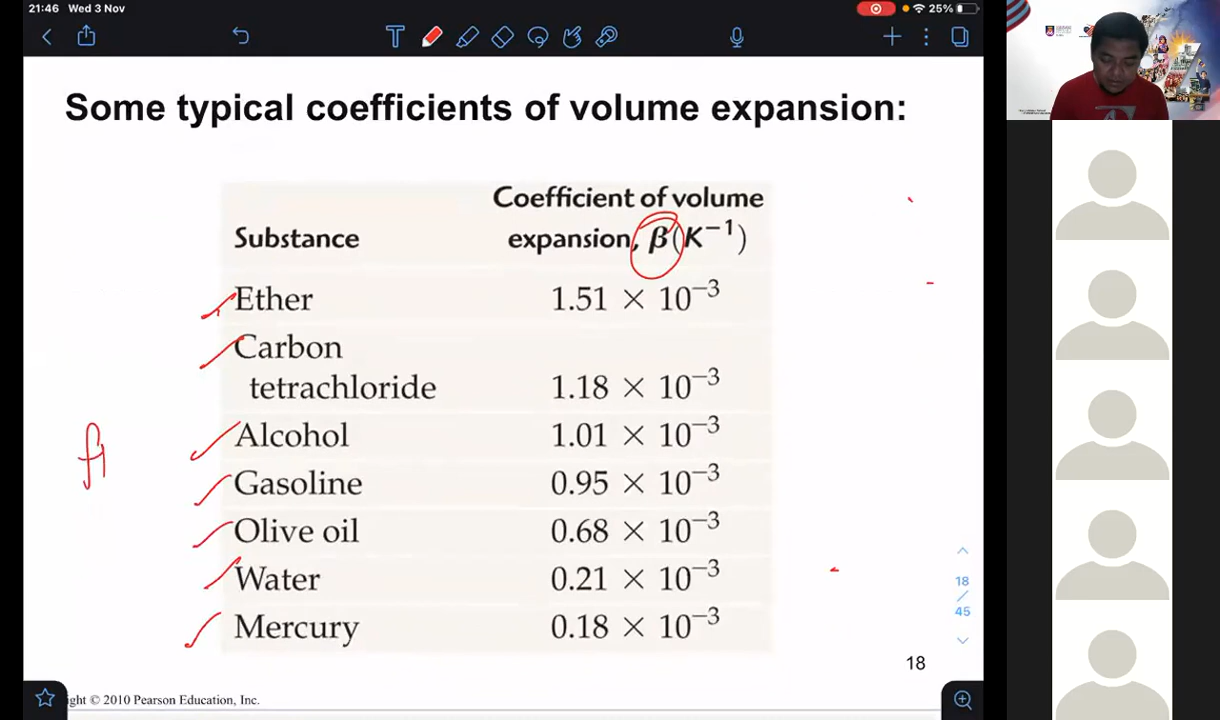 21:46 Wed 3 Nov
25%
Some typical coefficients of volume expansion:
Coefficient of volume
Substance expansion, β(K⁻¹)
Ether 1.51 × 10⁻³
Carbon
tetrachloride 1.18 × 10⁻³
Alcohol 1.01 × 10⁻³
Gasoline 0.95 × 10⁻³
Olive oil 0.68 × 10⁻³
Water 0.21 × 10⁻³
Mercury 0.18 × 10⁻³
18
/
45
18
ght © 2010 Pearson Education, Inc.